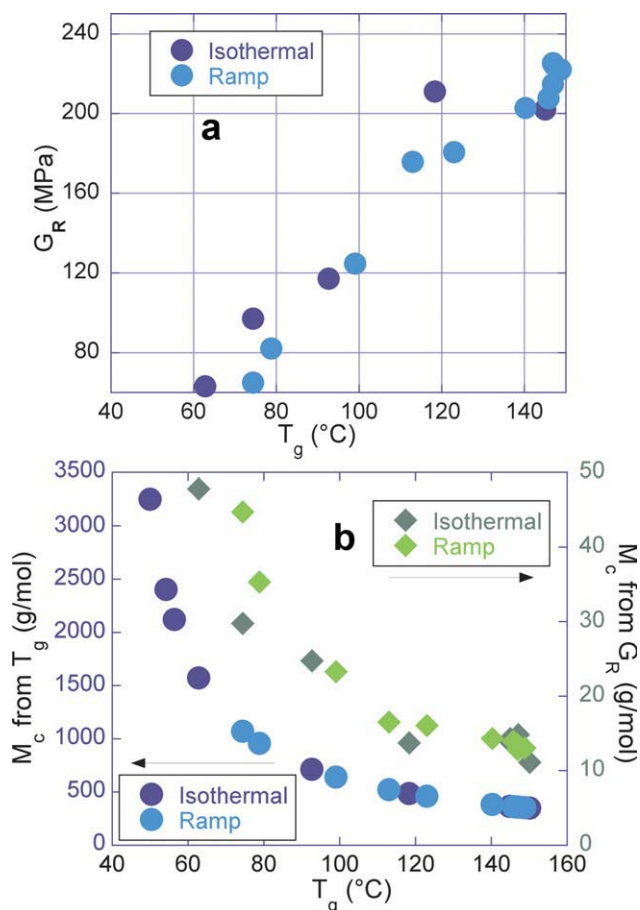 240
200
160
120
80
G_R (MPa)
Isothermal
Ramp
a
40 60 80 100 120 140
T_g (°C)
3500
3000
2500
2000
1500
1000
500
0
M_c from T_g (g/mol)
50
40
30
20
10
0
M_c from G_R (g/mol)
b
Isothermal
Ramp
Isothermal
Ramp
40 60 80 100 120 140 160
T_g (°C)